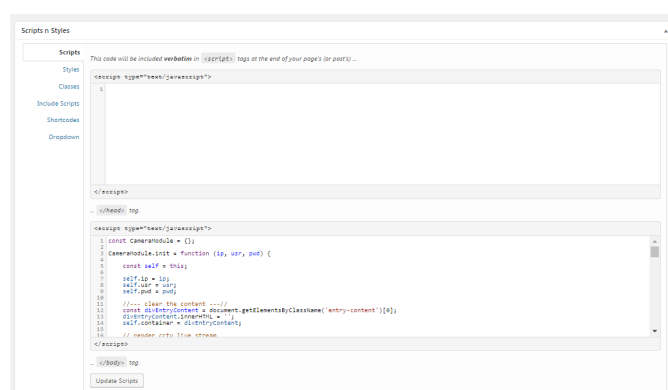 Scripts n Styles
Scripts
Styles
Classes
Include Scripts
Shortcodes
Dropdown
This code will be included verbatim in <script> tags at the end of your page's (or post's) ...
<script type="text/javascript">
1
</script>
... </head> tag.
<script type="text/javascript">
1 const CameraModule = {};
2
3 CameraModule.init = function (ip, usr, pwd) {
4
5 const self = this;
6
7 self.ip = ip;
8 self.usr = usr;
9 self.pwd = pwd;
10
11 //--- clear the content ---//
12 const divEntryContent = document.getElementsByClassName('entry-content')[0];
13 divEntryContent.innerHTML = '';
14 self.container = divEntryContent;
15
16 // render cctv live stream
</script>
... </body> tag.
Update Scripts